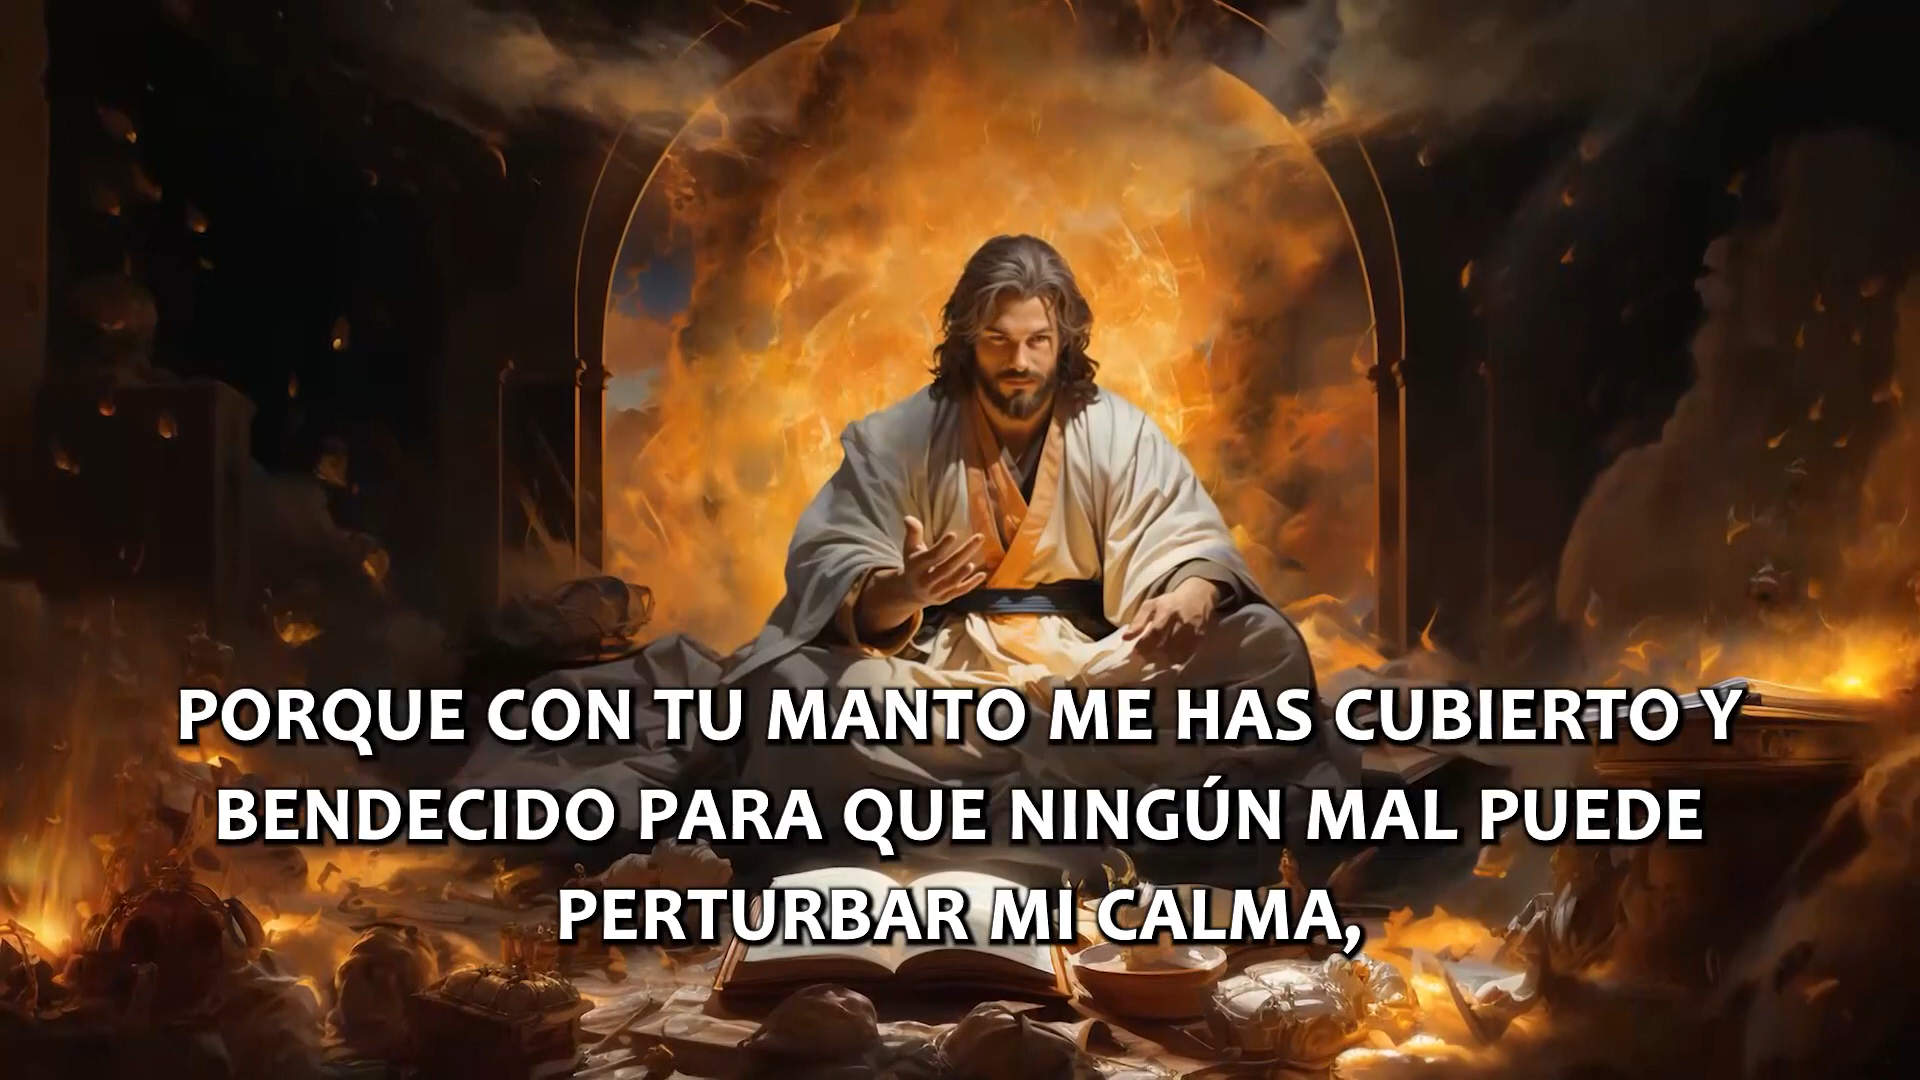 PORQUE CON TU MANTO ME HAS CUBIERTO Y
BENDECIDO PARA QUE NINGÚN MAL PUEDE
PERTURBAR MI CALMA,